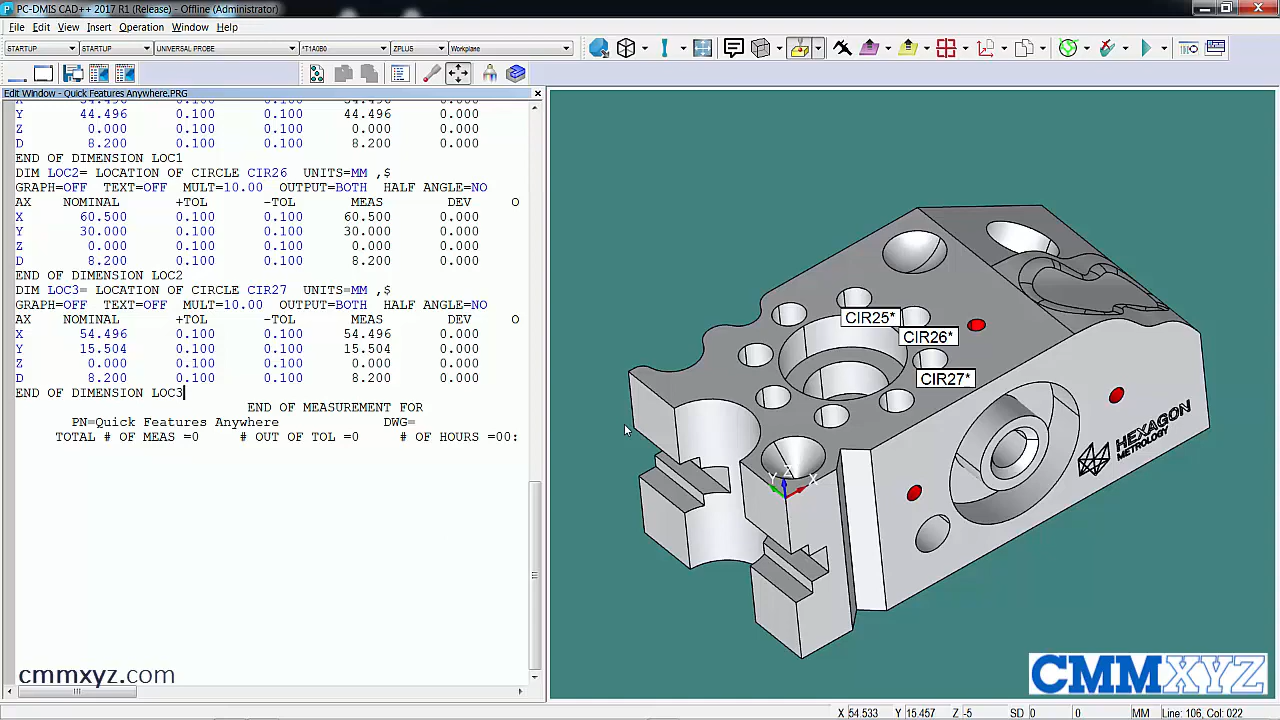 PC-DMIS CAD++ 2017 R1 (Release) - Offline (Administrator)
File Edit View Insert Operation Window Help
STARTUP STARTUP UNIVERSAL PROBE *T1A0B0 ZPLUS Workplane
Edit Window - Quick Features Anywhere.PRG
X 54.496 0.100 0.100 54.496 0.000
Y 44.496 0.100 0.100 44.496 0.000
Z 0.000 0.100 0.100 0.000 0.000
D 8.200 0.100 0.100 8.200 0.000
END OF DIMENSION LOC1
DIM LOC2= LOCATION OF CIRCLE CIR26 UNITS=MM ,$
GRAPH=OFF TEXT=OFF MULT=10.00 OUTPUT=BOTH HALF ANGLE=NO
AX NOMINAL +TOL -TOL MEAS DEV O
X 60.500 0.100 0.100 60.500 0.000
Y 30.000 0.100 0.100 30.000 0.000
Z 0.000 0.100 0.100 0.000 0.000
D 8.200 0.100 0.100 8.200 0.000
END OF DIMENSION LOC2
DIM LOC3= LOCATION OF CIRCLE CIR27 UNITS=MM ,$
GRAPH=OFF TEXT=OFF MULT=10.00 OUTPUT=BOTH HALF ANGLE=NO
AX NOMINAL +TOL -TOL MEAS DEV O
X 54.496 0.100 0.100 54.496 0.000
Y 15.504 0.100 0.100 15.504 0.000
Z 0.000 0.100 0.100 0.000 0.000
D 8.200 0.100 0.100 8.200 0.000
END OF DIMENSION LOC3
END OF MEASUREMENT FOR
PN=Quick Features Anywhere DWG=
TOTAL # OF MEAS =0 # OUT OF TOL =0 # OF HOURS =00:
cmmxyz.com
CIR25*
CIR26*
CIR27*
Z
Y X
HEXAGON
METROLOGY
CMMXYZ
X 54.533 Y 15.457 Z -5 SD 0 0 MM Line: 106, Col: 022